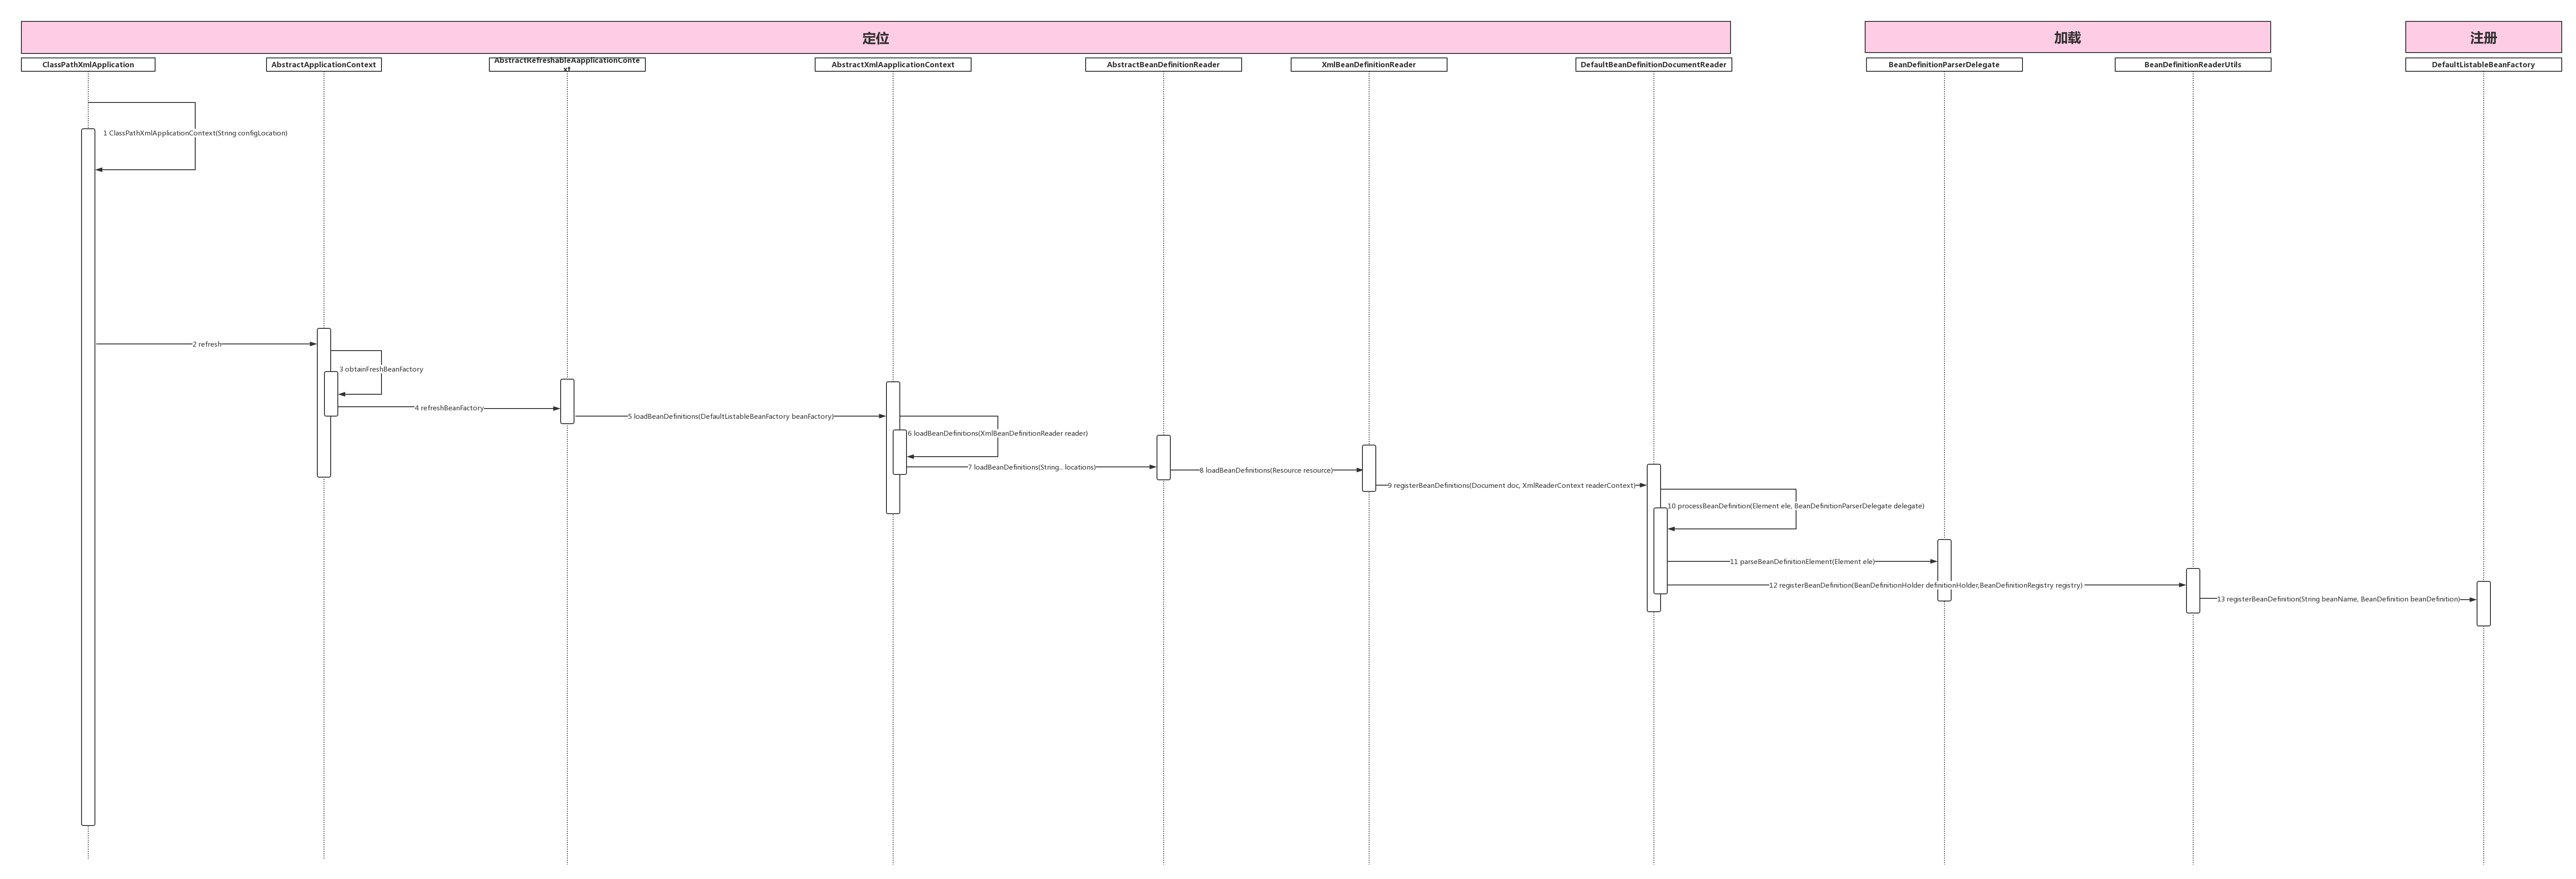 定位
加载
注册
ClassPathXmlApplication
AbstractApplicationContext
AbstractRefreshableAapplicationConte
xt
AbstractXmlAapplicationContext
AbstractBeanDefinitionReader
XmlBeanDefinitionReader
DefaultBeanDefinitionDocumentReader
BeanDefinitionParserDelegate
BeanDefinitionReaderUtils
DefaultListableBeanFactory
1 ClassPathXmlApplicationContext(String configLocation)
2 refresh
3 obtainFreshBeanFactory
4 refreshBeanFactory
5 loadBeanDefinitions(DefaultListableBeanFactory beanFactory)
6 loadBeanDefinitions(XmlBeanDefinitionReader reader)
7 loadBeanDefinitions(String... locations)
8 loadBeanDefinitions(Resource resource)
9 registerBeanDefinitions(Document doc, XmlReaderContext readerContext)
10 processBeanDefinition(Element ele, BeanDefinitionParserDelegate delegate)
11 parseBeanDefinitionElement(Element ele)
12 registerBeanDefinition(BeanDefinitionHolder definitionHolder,BeanDefinitionRegistry registry)
13 registerBeanDefinition(String beanName, BeanDefinition beanDefinition)